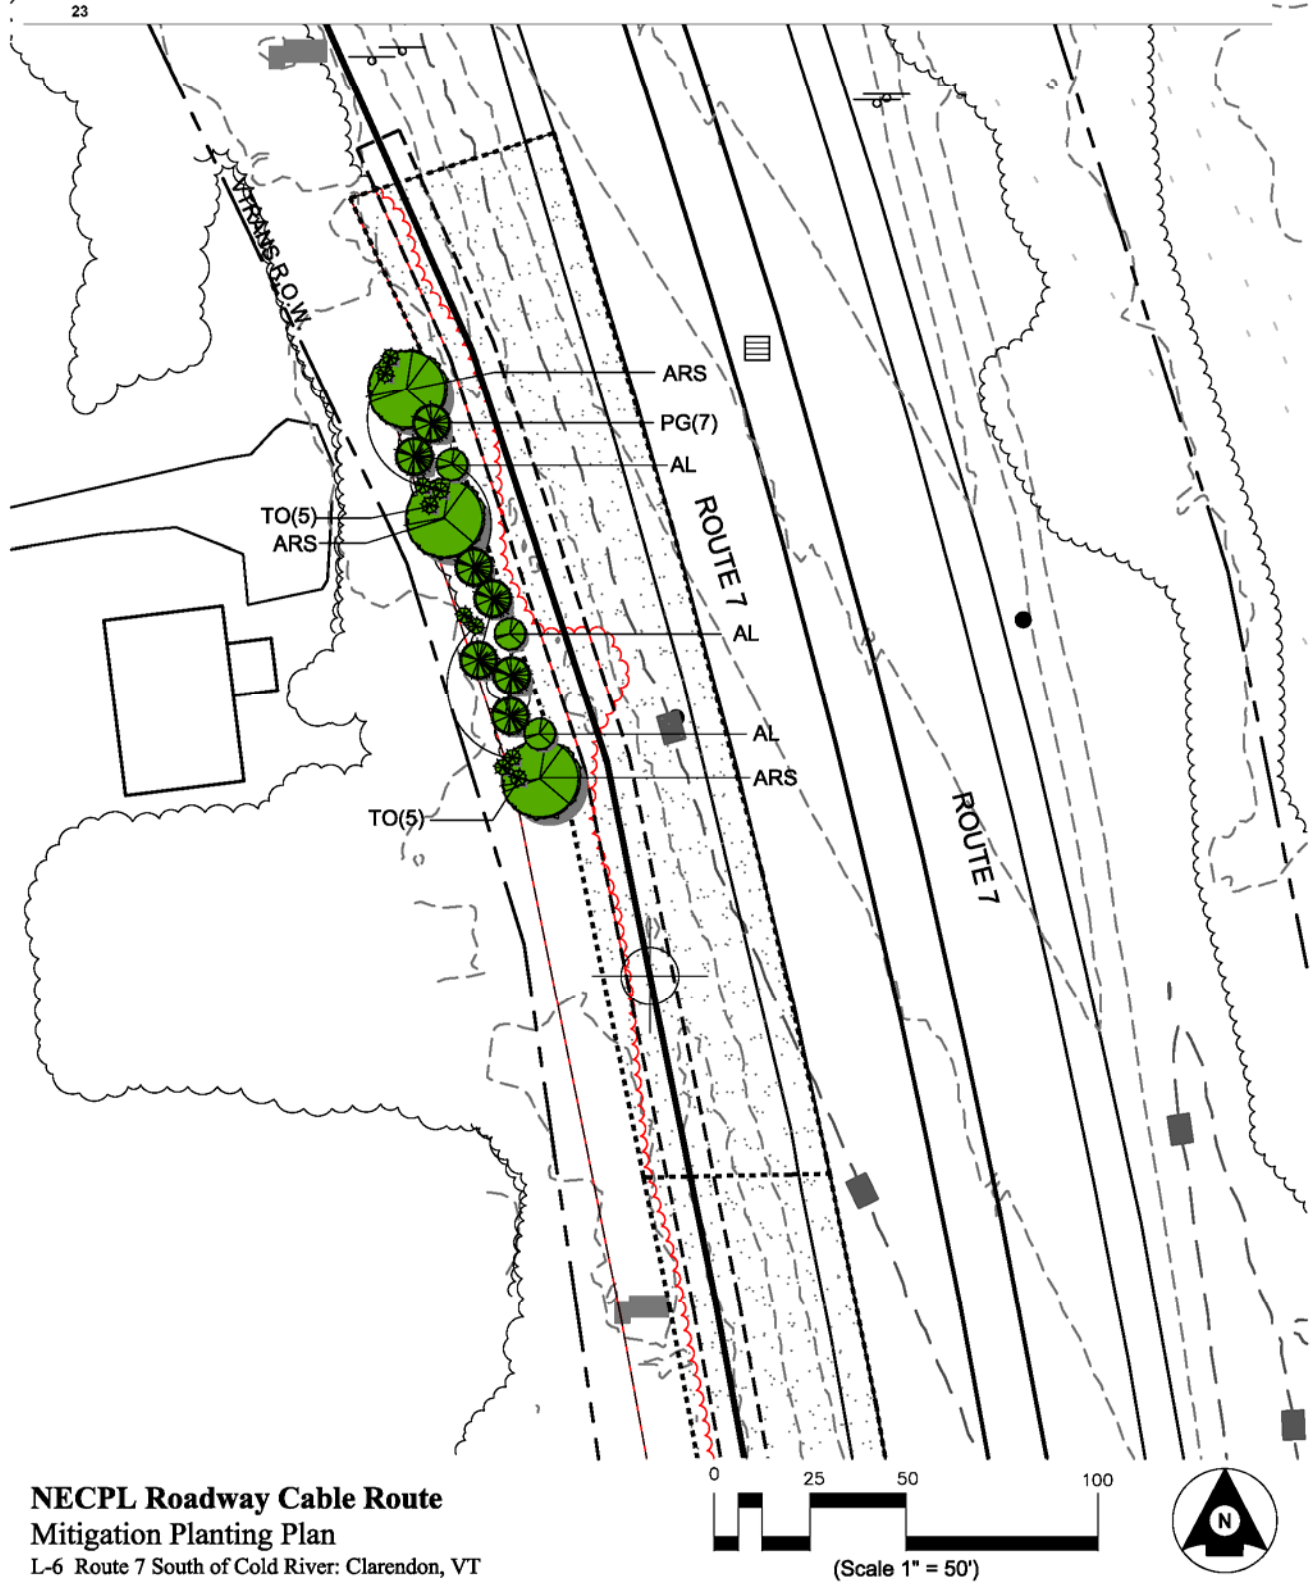 23
VTRANS R.O.W.
ARS
PG(7)
AL
ROUTE 7
TO(5)
ARS
AL
AL
ARS
ROUTE 7
TO(5)
0 25 50 100
NECPL Roadway Cable Route
Mitigation Planting Plan
L-6 Route 7 South of Cold River: Clarendon, VT
(Scale 1" = 50')
N